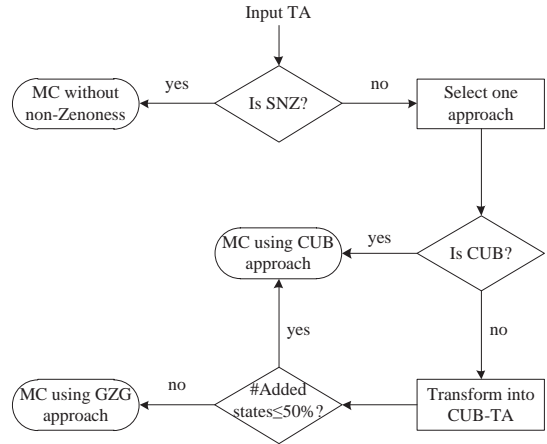 Input TA
MC without
non-Zenoness
yes
Is SNZ?
no
Select one
approach
MC using CUB
approach
yes
Is CUB?
yes
no
MC using GZG
approach
no
#Added
states≤50%?
Transform into
CUB-TA